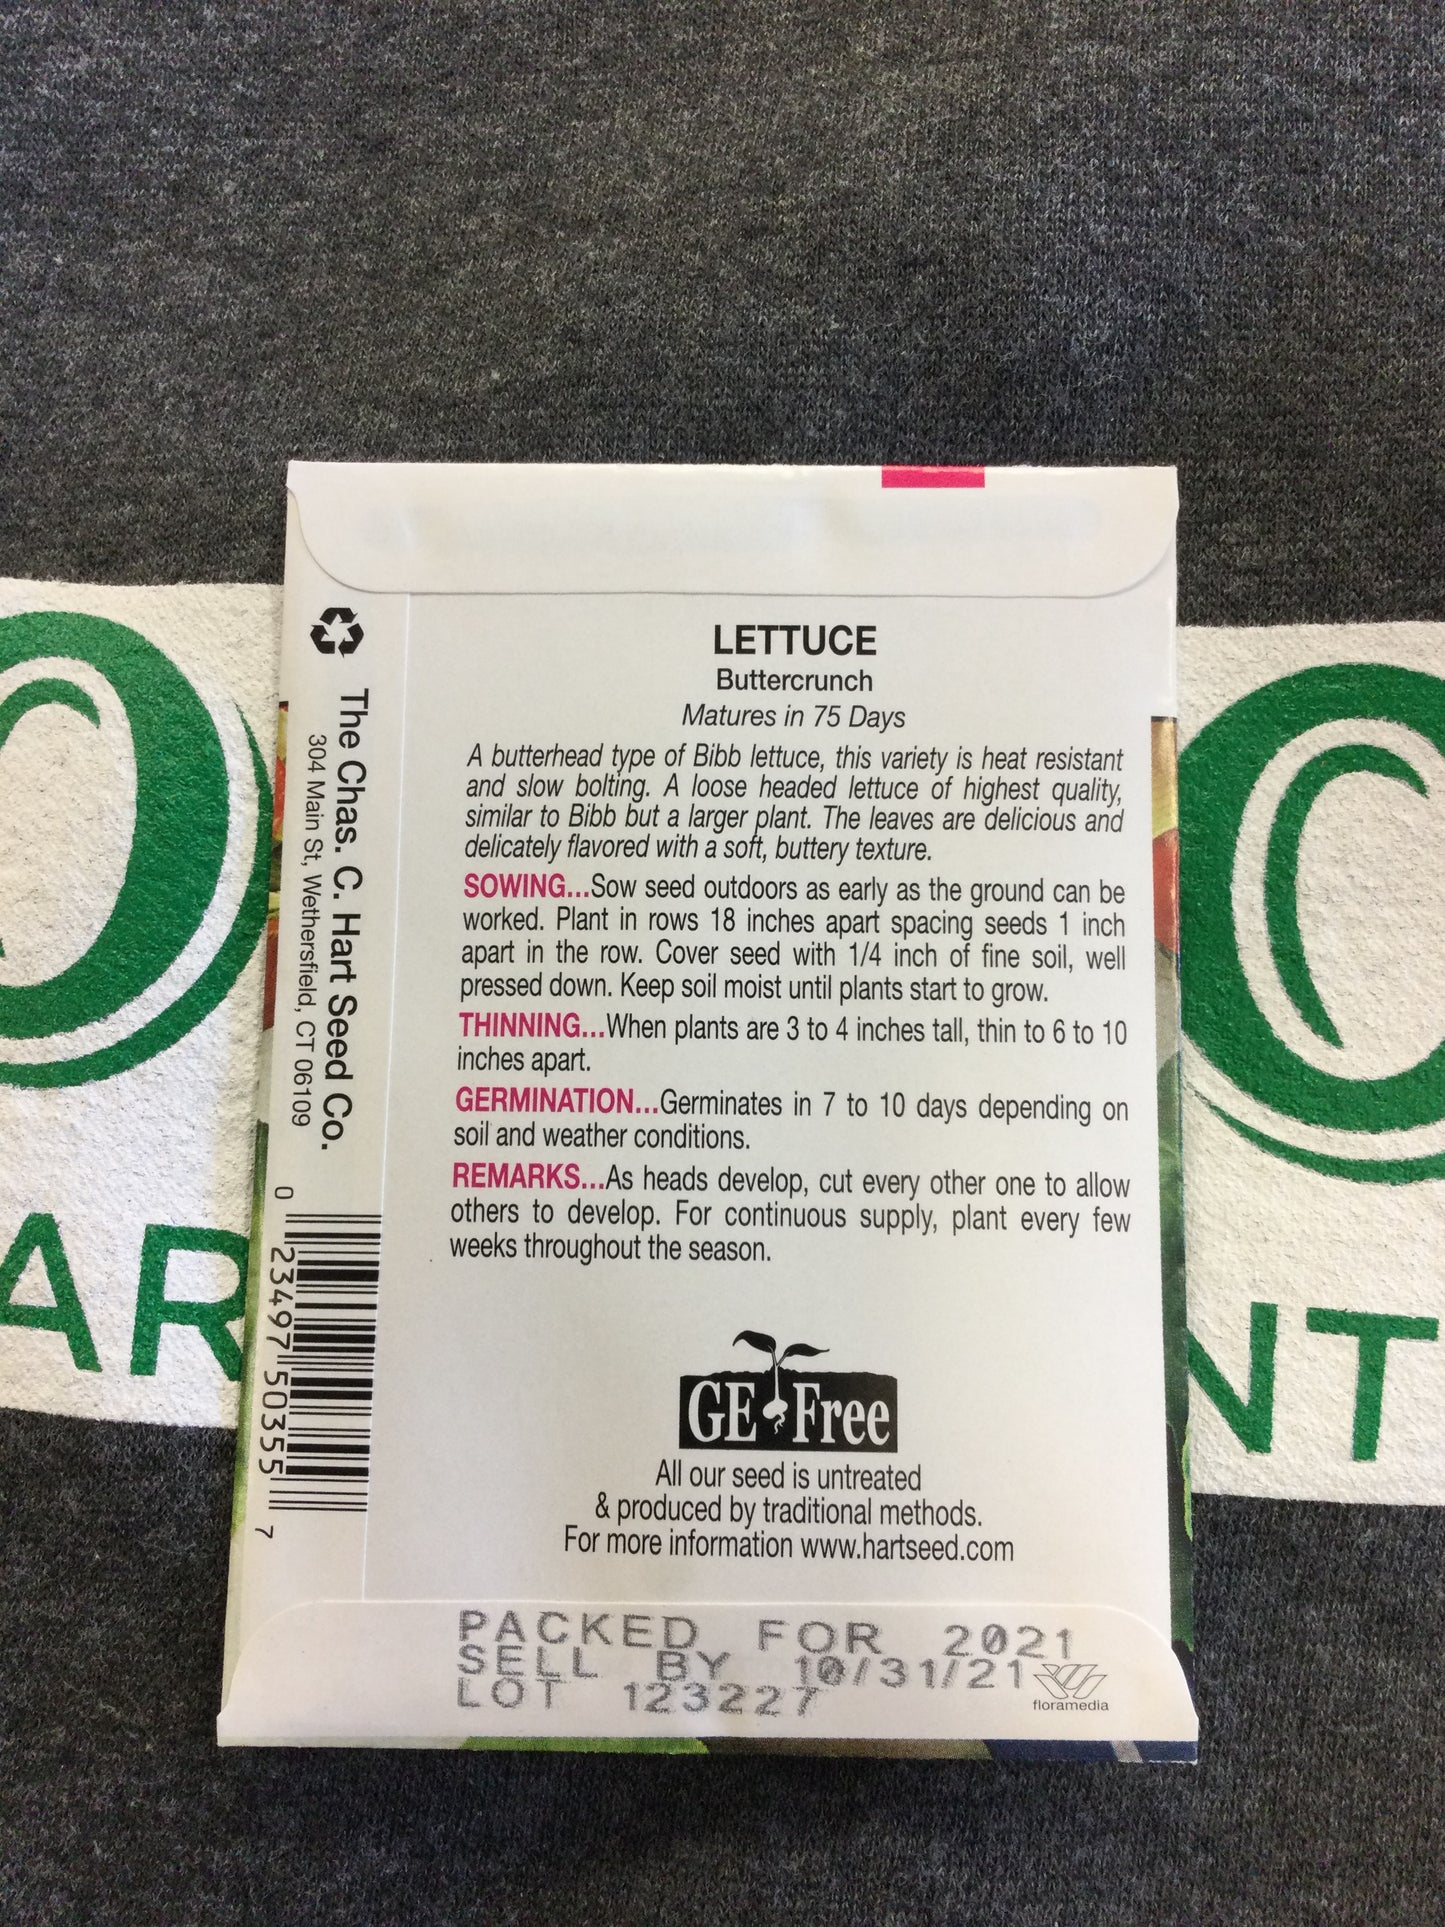 LETTUCE
Buttercrunch
Matures in 75 Days
A butterhead type of Bibb lettuce, this variety is heat resistant
and slow bolting. A loose headed lettuce of highest quality,
similar to Bibb but a larger plant. The leaves are delicious and
delicately flavored with a soft, buttery texture.
SOWING...Sow seed outdoors as early as the ground can be
worked. Plant in rows 18 inches apart spacing seeds 1 inch
apart in the row. Cover seed with 1/4 inch of fine soil, well
pressed down. Keep soil moist until plants start to grow.
THINNING...When plants are 3 to 4 inches tall, thin to 6 to 10
inches apart.
GERMINATION...Germinates in 7 to 10 days depending on
soil and weather conditions.
REMARKS...As heads develop, cut every other one to allow
others to develop. For continuous supply, plant every few
weeks throughout the season.
GE Free
All our seed is untreated
& produced by traditional methods.
For more information www.hartseed.com
PACKED FOR 2021
SELL BY 10/31/21
LOT 123227
floramedia
The Chas. C. Hart Seed Co.
304 Main St, Wethersfield, CT 06109
0 23497 50355 7
O
AR
NT